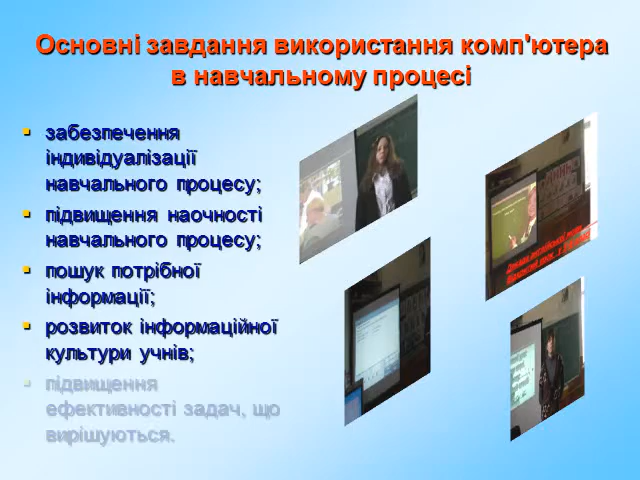 Основні завдання використання комп'ютера
в навчальному процесі
забезпечення
індивідуалізації
навчального процесу;
підвищення наочності
навчального процесу;
пошук потрібної
інформації;
розвиток інформаційної
культури учнів;
підвищення
ефективності задач, що
вирішуються.